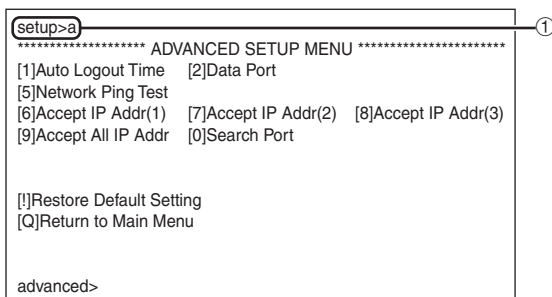 setup>a
①
******************** ADVANCED SETUP MENU ***********************
[1]Auto Logout Time [2]Data Port
[5]Network Ping Test
[6]Accept IP Addr(1) [7]Accept IP Addr(2) [8]Accept IP Addr(3)
[9]Accept All IP Addr [0]Search Port
[!]Restore Default Setting
[Q]Return to Main Menu
advanced>